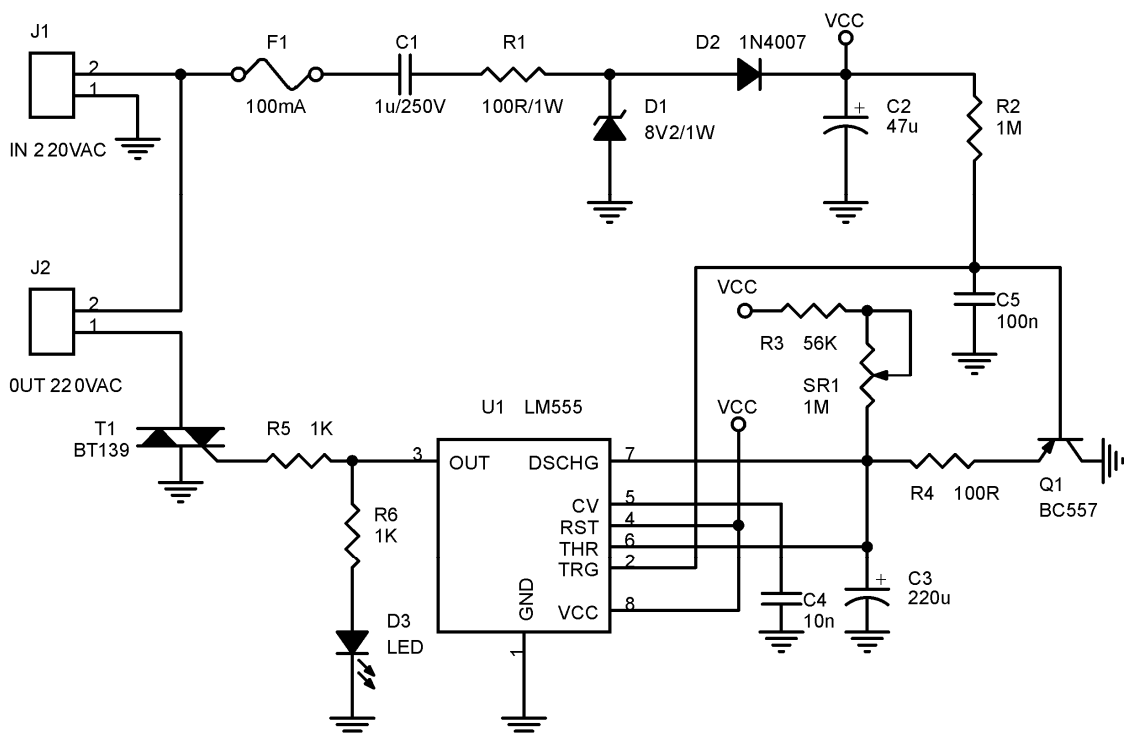 J1
2
1
IN 220VAC
F1
100mA
C1
1u/250V
R1
100R/1W
D1
8V2/1W
D2 1N4007
VCC
+
C2
47u
R2
1M
J2
2
1
0UT 220VAC
T1
BT139
R5 1K
R6
1K
D3
LED
U1 LM555
3
OUT
DSCHG
7
CV
5
RST
4
THR
6
TRG
2
VCC
8
GND
1
VCC
R3 56K
SR1
1M
VCC
C5
100n
R4 100R
Q1
BC557
C4
10n
+
C3
220u